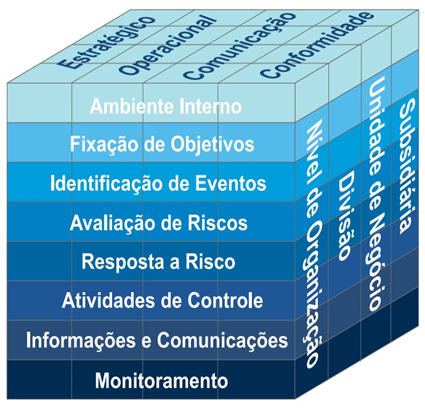 Estratégico
Operacional
Comunicação
Conformidade
Ambiente Interno
Fixação de Objetivos
Identificação de Eventos
Avaliação de Riscos
Resposta a Risco
Atividades de Controle
Informações e Comunicações
Monitoramento
Nível de Organização
Divisão
Unidade de Negócio
Subsidiária